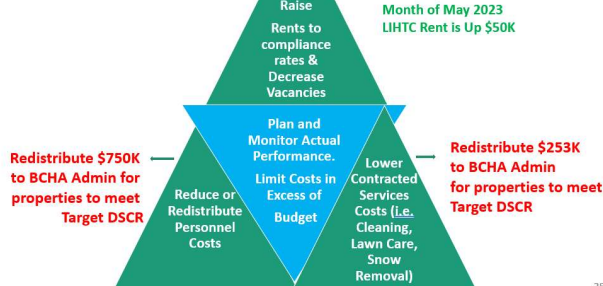 Raise
Rents to
compliance
rates &
Decrease
Vacancies
Month of May 2023
LIHTC Rent is Up $50K
Plan and
Monitor Actual
Performance.
Limit Costs in
Excess of
Budget
Redistribute $750K
to BCHA Admin for
properties to meet
Target DSCR
Reduce or
Redistribute
Personnel
Costs
Lower
Contracted
Services
Costs (i.e.
Cleaning,
Lawn Care,
Snow
Removal)
Redistribute $253K
to BCHA Admin
for properties to meet
Target DSCR